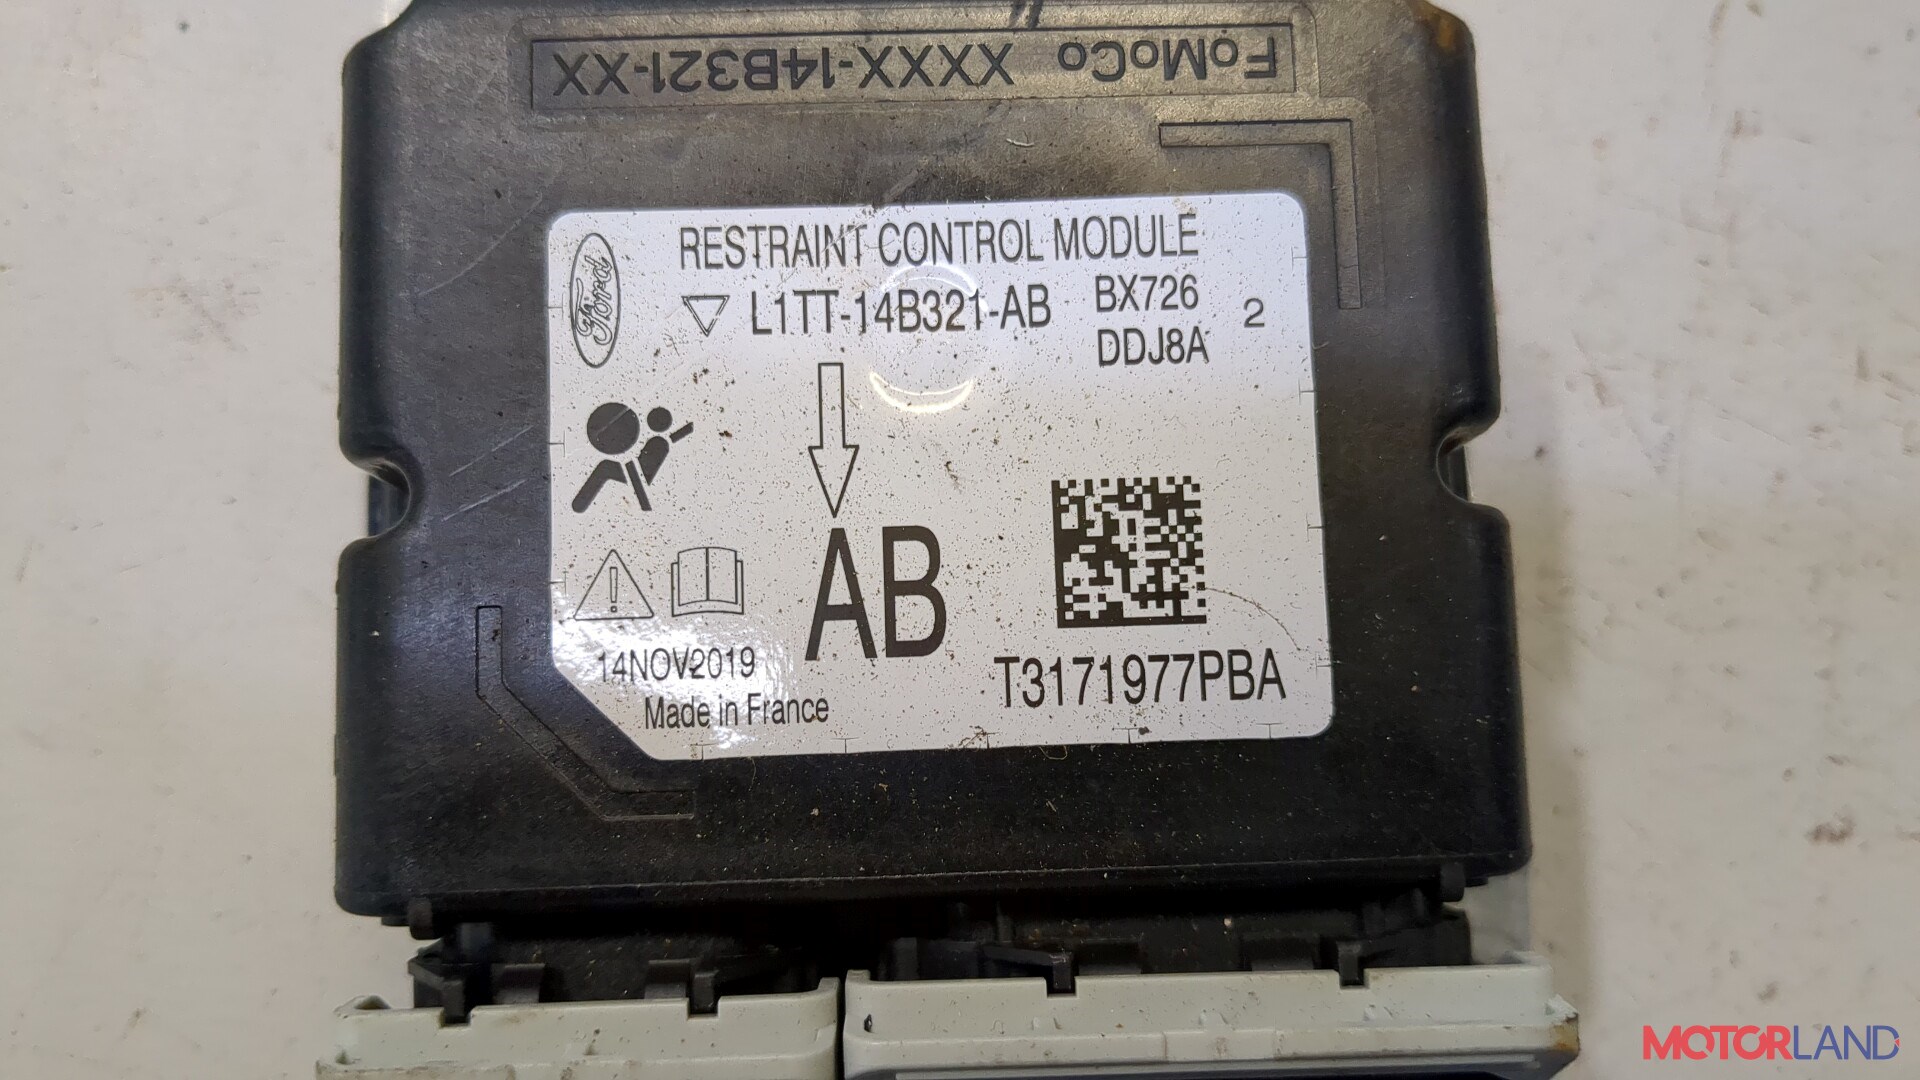 FoMoCo XXXX-14B321-XX
Ford
RESTRAINT CONTROL MODULE
L1TT-14B321-AB
BX726
DDJ8A
2
AB
14NOV2019
Made in France
T3171977PBA
MOTORLAND